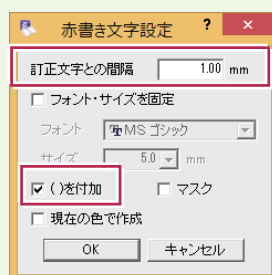 赤書き文字設定 ? ×
訂正文字との間隔 1.00 mm
フォント・サイズを固定
フォント MS ゴシック
サイズ 5.0 mm
( )を付加 マスク
現在の色で作成
OK キャンセル